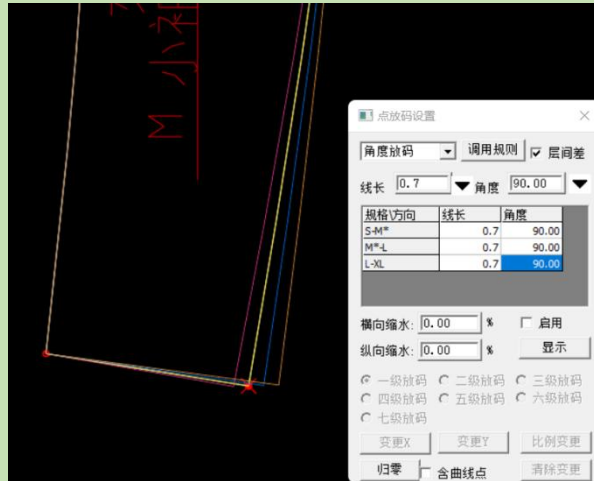 M 小袖
点放码设置
角度放码 调用规则 层间差
线长 0.7 角度 90.00
规格\方向 线长 角度
S-M* 0.7 90.00
M*-L 0.7 90.00
L-XL 0.7 90.00
横向缩水: 0.00 % 启用
纵向缩水: 0.00 % 显示
一级放码 二级放码 三级放码
四级放码 五级放码 六级放码
七级放码
变更X 变更Y 比例变更
归零 含曲线点 清除变更